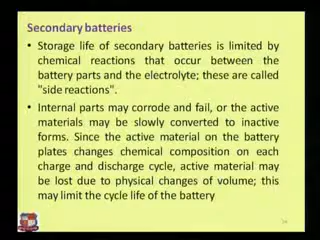 Secondary batteries
• Storage life of secondary batteries is limited by
chemical reactions that occur between the
battery parts and the electrolyte; these are called
"side reactions".
• Internal parts may corrode and fail, or the active
materials may be slowly converted to inactive
forms. Since the active material on the battery
plates changes chemical composition on each
charge and discharge cycle, active material may
be lost due to physical changes of volume; this
may limit the cycle life of the battery